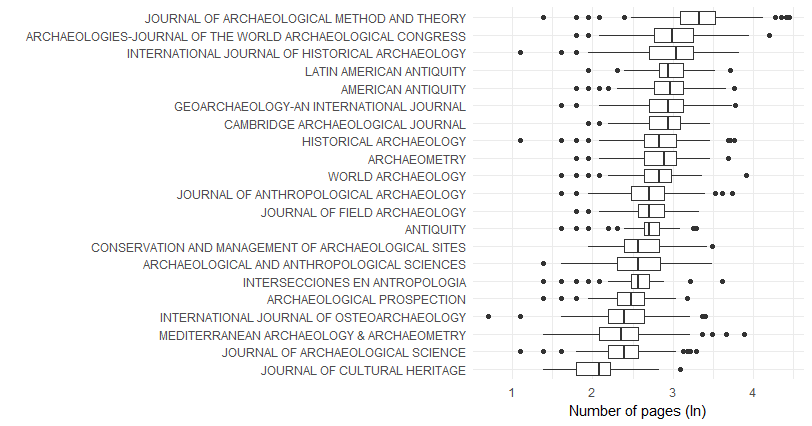 JOURNAL OF ARCHAEOLOGICAL METHOD AND THEORY
ARCHAEOLOGIES-JOURNAL OF THE WORLD ARCHAEOLOGICAL CONGRESS
INTERNATIONAL JOURNAL OF HISTORICAL ARCHAEOLOGY
LATIN AMERICAN ANTIQUITY
AMERICAN ANTIQUITY
GEOARCHAEOLOGY-AN INTERNATIONAL JOURNAL
CAMBRIDGE ARCHAEOLOGICAL JOURNAL
HISTORICAL ARCHAEOLOGY
ARCHAEOMETRY
WORLD ARCHAEOLOGY
JOURNAL OF ANTHROPOLOGICAL ARCHAEOLOGY
JOURNAL OF FIELD ARCHAEOLOGY
ANTIQUITY
CONSERVATION AND MANAGEMENT OF ARCHAEOLOGICAL SITES
ARCHAEOLOGICAL AND ANTHROPOLOGICAL SCIENCES
INTERSECCIONES EN ANTROPOLOGIA
ARCHAEOLOGICAL PROSPECTION
INTERNATIONAL JOURNAL OF OSTEOARCHAEOLOGY
MEDITERRANEAN ARCHAEOLOGY & ARCHAEOMETRY
JOURNAL OF ARCHAEOLOGICAL SCIENCE
JOURNAL OF CULTURAL HERITAGE
1 2 3 4
Number of pages (ln)